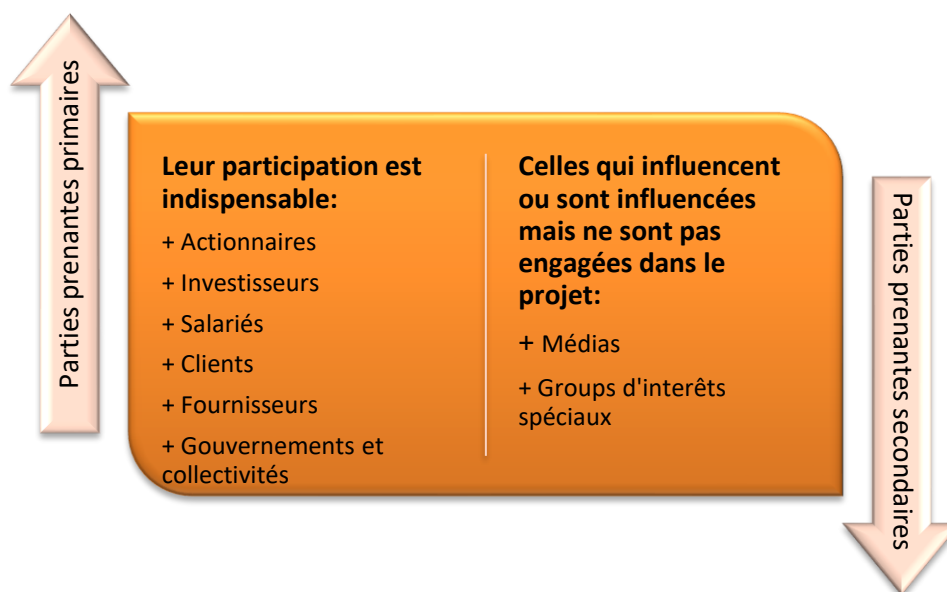 Parties prenantes primaires
Leur participation est
indispensable:
+ Actionnaires
+ Investisseurs
+ Salariés
+ Clients
+ Fournisseurs
+ Gouvernements et
collectivités
Celles qui influencent
ou sont influencées
mais ne sont pas
engagées dans le
projet:
+ Médias
+ Groups d'interêts
spéciaux
Parties prenantes secondaires